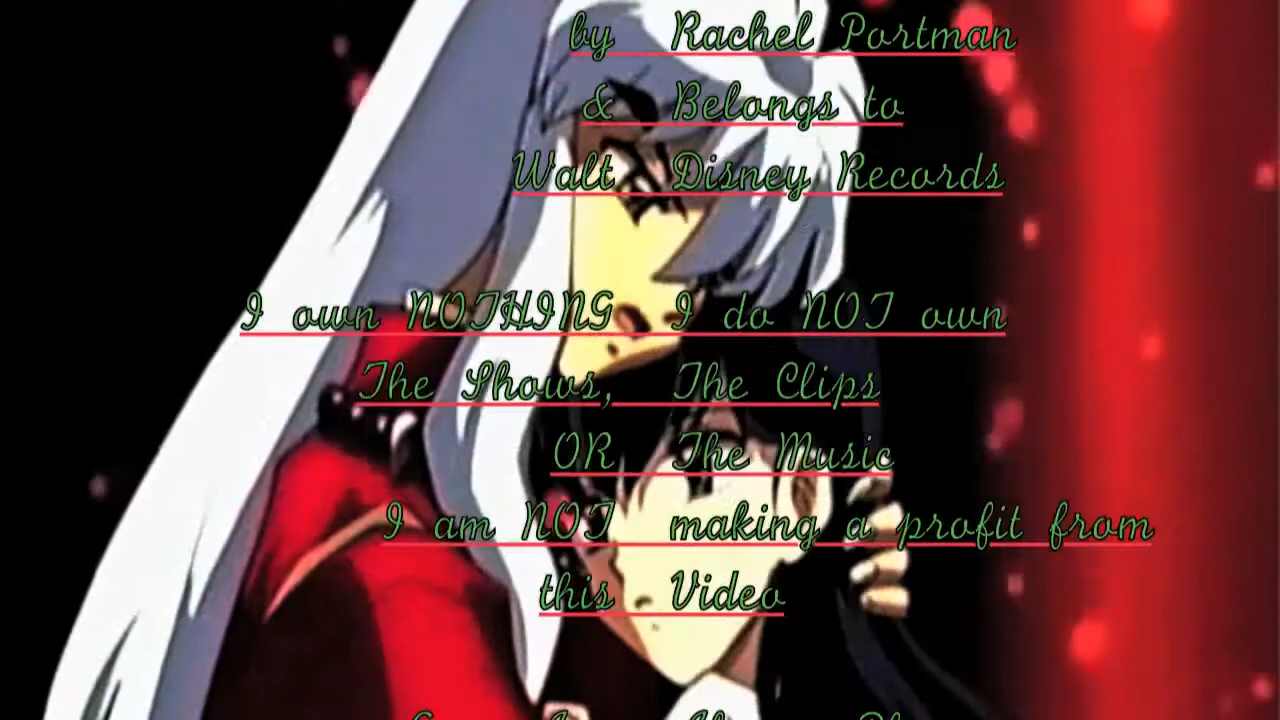 by Rachel Portman
& Belongs to
Walt Disney Records
I own NOTHING I do NOT own
The Shows, The Clips
OR The Music
I am NOT making a profit from
this Video